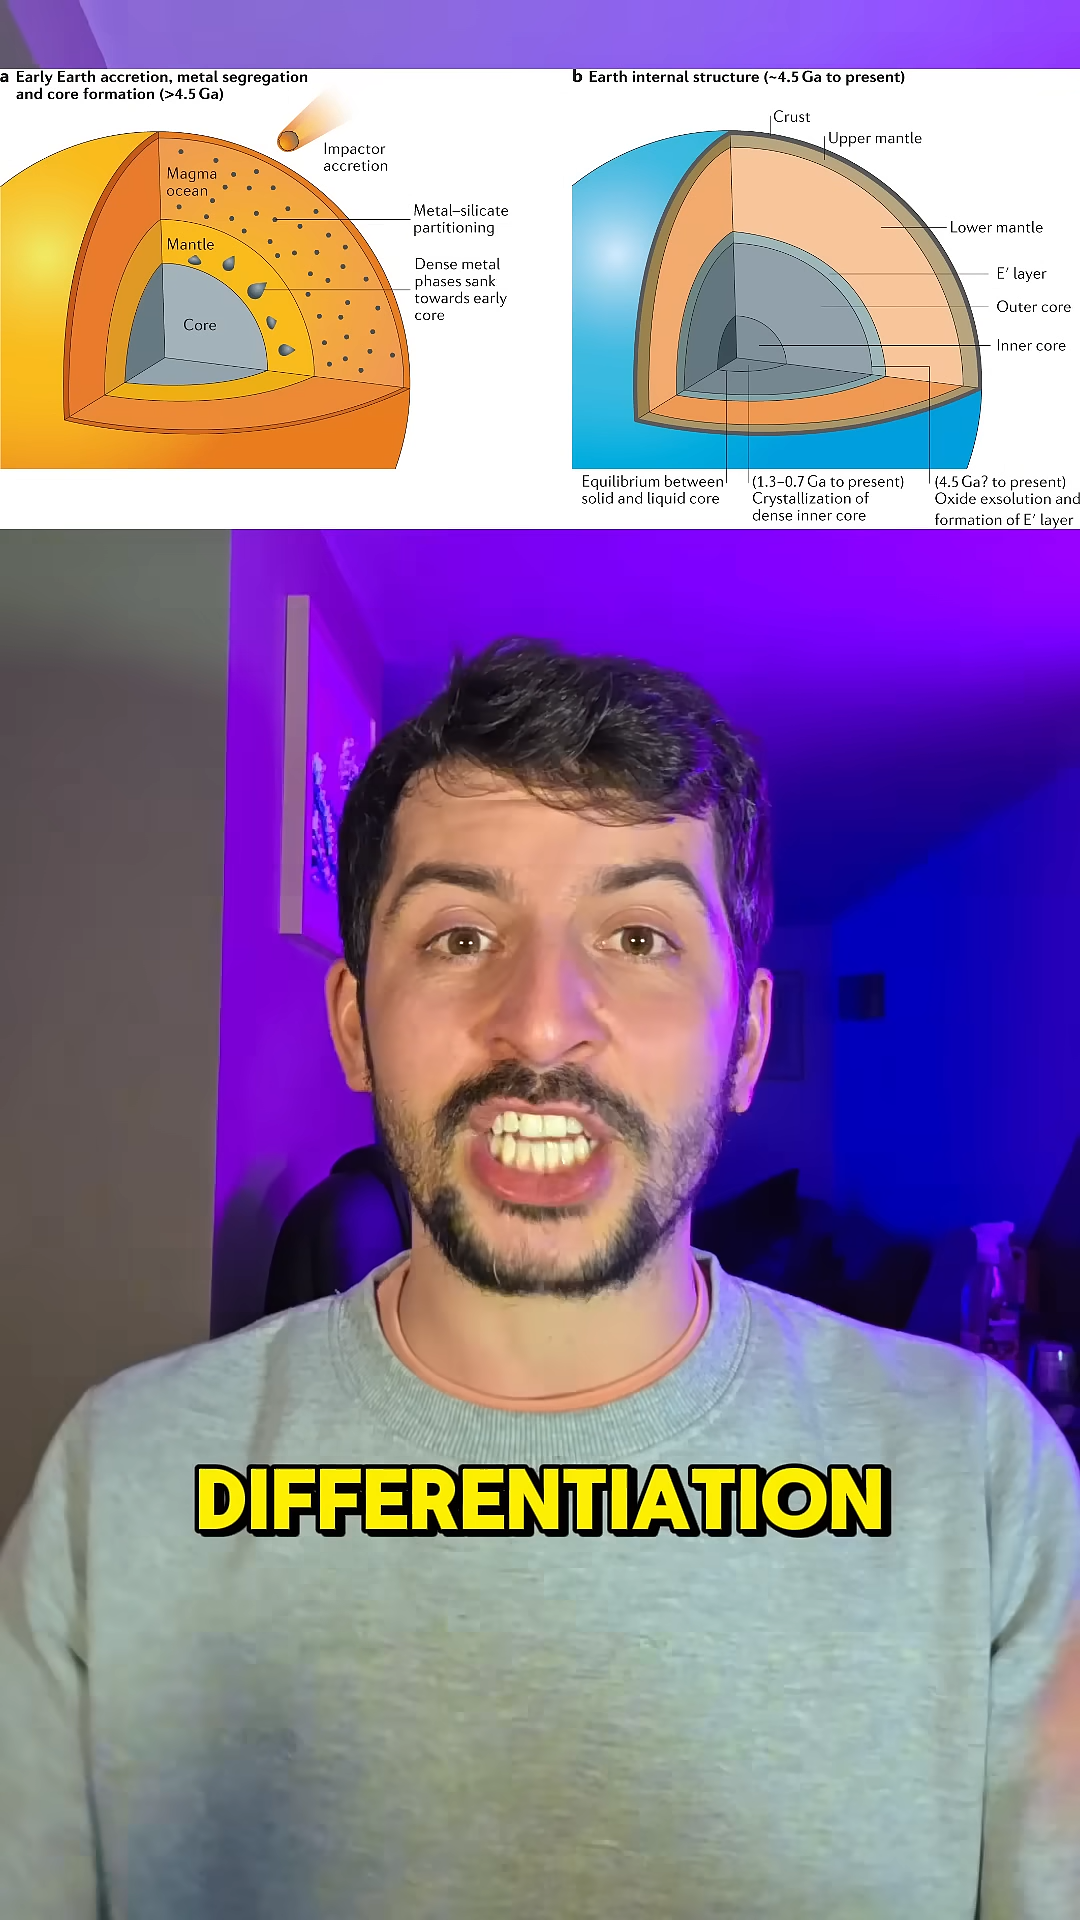 a Early Earth accretion, metal segregation
and core formation (>4.5 Ga)
Impactor
accretion
Magma
ocean
Metal–silicate
partitioning
Mantle
Dense metal
phases sank
towards early
core
Core
b Earth internal structure (~4.5 Ga to present)
Crust
Upper mantle
Lower mantle
E′ layer
Outer core
Inner core
Equilibrium between
solid and liquid core
(1.3–0.7 Ga to present)
Crystallization of
dense inner core
(4.5 Ga? to present)
Oxide exsolution and
formation of E′ layer
DIFFERENTIATION